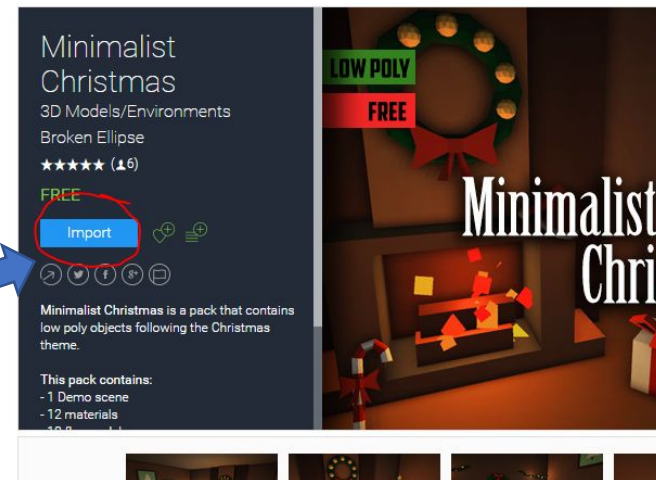 Minimalist
Christmas
3D Models/Environments
Broken Ellipse
★★★★★ (👤6)
FREE
Import
Minimalist Christmas is a pack that contains
low poly objects following the Christmas
theme.
This pack contains:
- 1 Demo scene
- 12 materials
LOW POLY
FREE
Minimalist
Chri